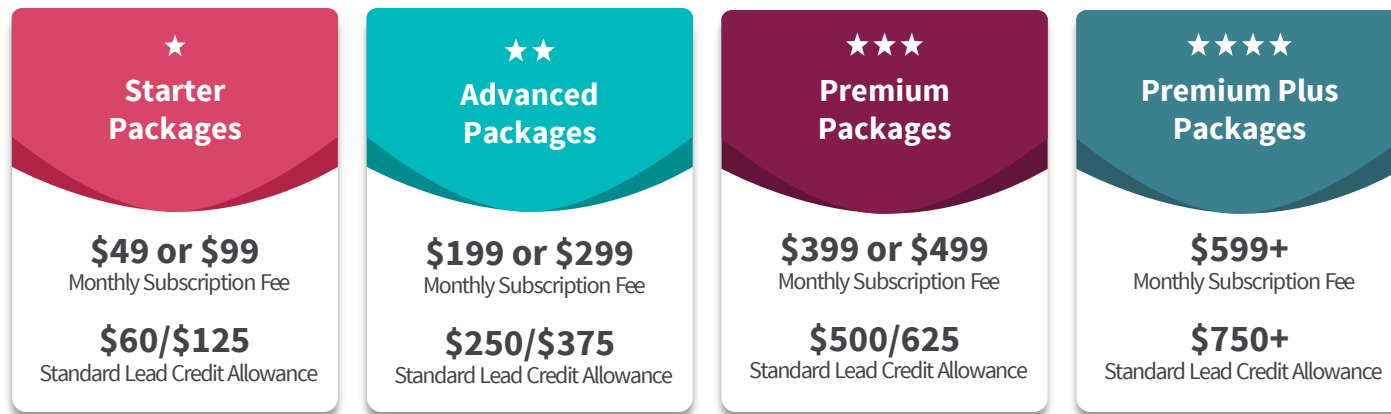 Starter
Packages
$49 or $99
Monthly Subscription Fee
$60/$125
Standard Lead Credit Allowance
Advanced
Packages
$199 or $299
Monthly Subscription Fee
$250/$375
Standard Lead Credit Allowance
Premium
Packages
$399 or $499
Monthly Subscription Fee
$500/625
Standard Lead Credit Allowance
Premium Plus
Packages
$599+
Monthly Subscription Fee
$750+
Standard Lead Credit Allowance